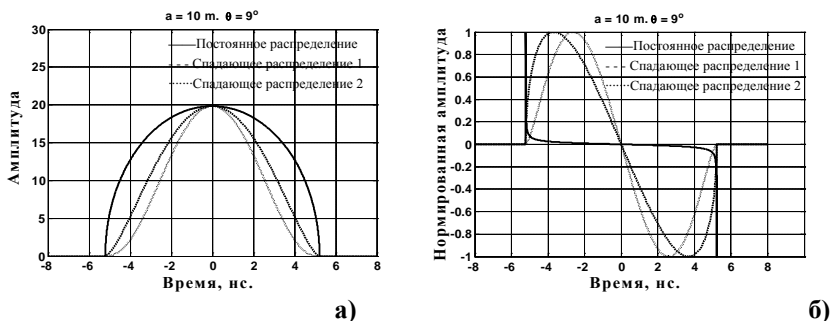 a = 10 m. θ = 9°
30
25
20
15
10
5
0
Амплитуда
Постоянное распределение
Спадающее распределение 1
Спадающее распределение 2
-8 -6 -4 -2 0 2 4 6 8
Время, нс.
а)
a = 10 m. θ = 9°
1
0.8
0.6
0.4
0.2
0
-0.2
-0.4
-0.6
-0.8
-1
Нормированная амплитуда
Постоянное распределение
Спадающее распределение 1
Спадающее распределение 2
-8 -6 -4 -2 0 2 4 6 8
Время, нс.
б)